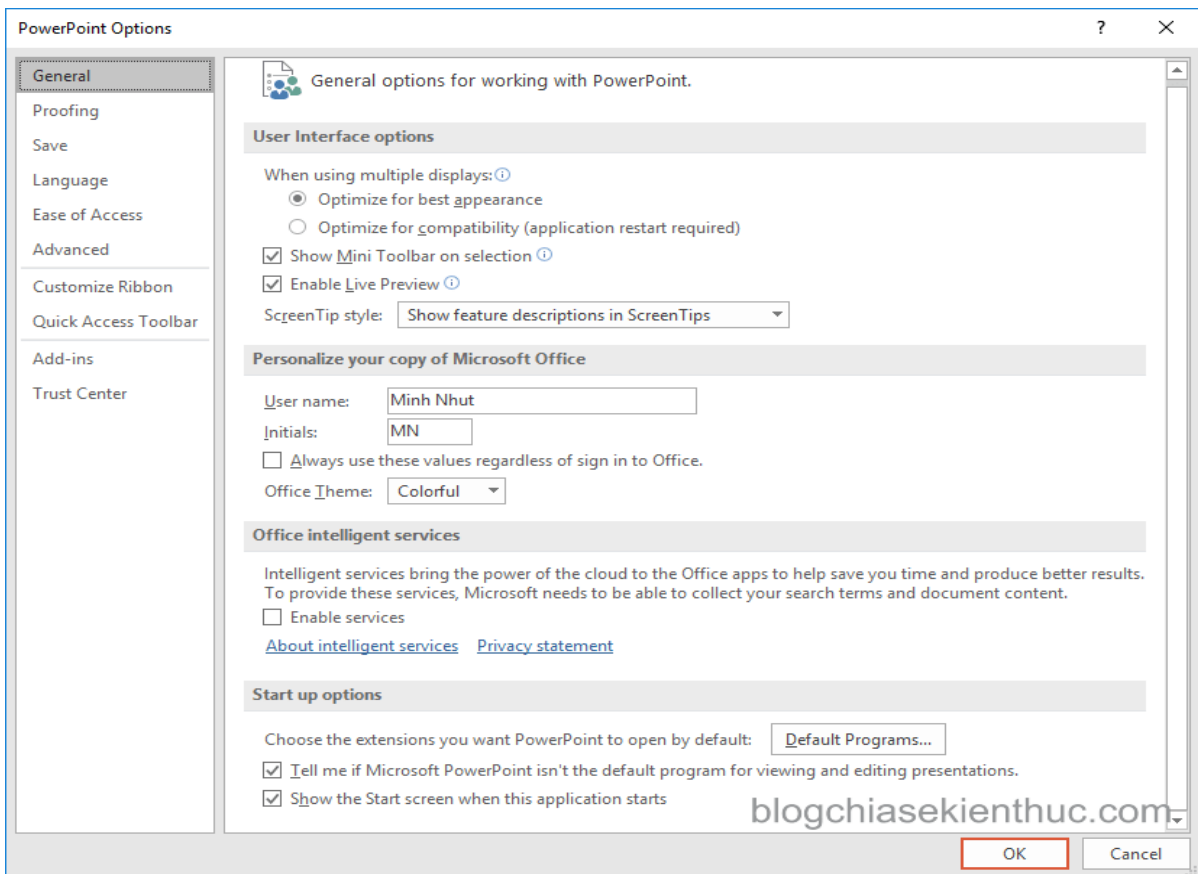 PowerPoint Options
?
General
Proofing
Save
Language
Ease of Access
Advanced
Customize Ribbon
Quick Access Toolbar
Add-ins
Trust Center
General options for working with PowerPoint.
User Interface options
When using multiple displays:
Optimize for best appearance
Optimize for compatibility (application restart required)
Show Mini Toolbar on selection
Enable Live Preview
ScreenTip style: Show feature descriptions in ScreenTips
Personalize your copy of Microsoft Office
User name: Minh Nhut
Initials: MN
Always use these values regardless of sign in to Office.
Office Theme: Colorful
Office intelligent services
Intelligent services bring the power of the cloud to the Office apps to help save you time and produce better results.
To provide these services, Microsoft needs to be able to collect your search terms and document content.
Enable services
About intelligent services Privacy statement
Start up options
Choose the extensions you want PowerPoint to open by default: Default Programs...
Tell me if Microsoft PowerPoint isn't the default program for viewing and editing presentations.
Show the Start screen when this application starts
blogchiasekienthuc.com
OK Cancel